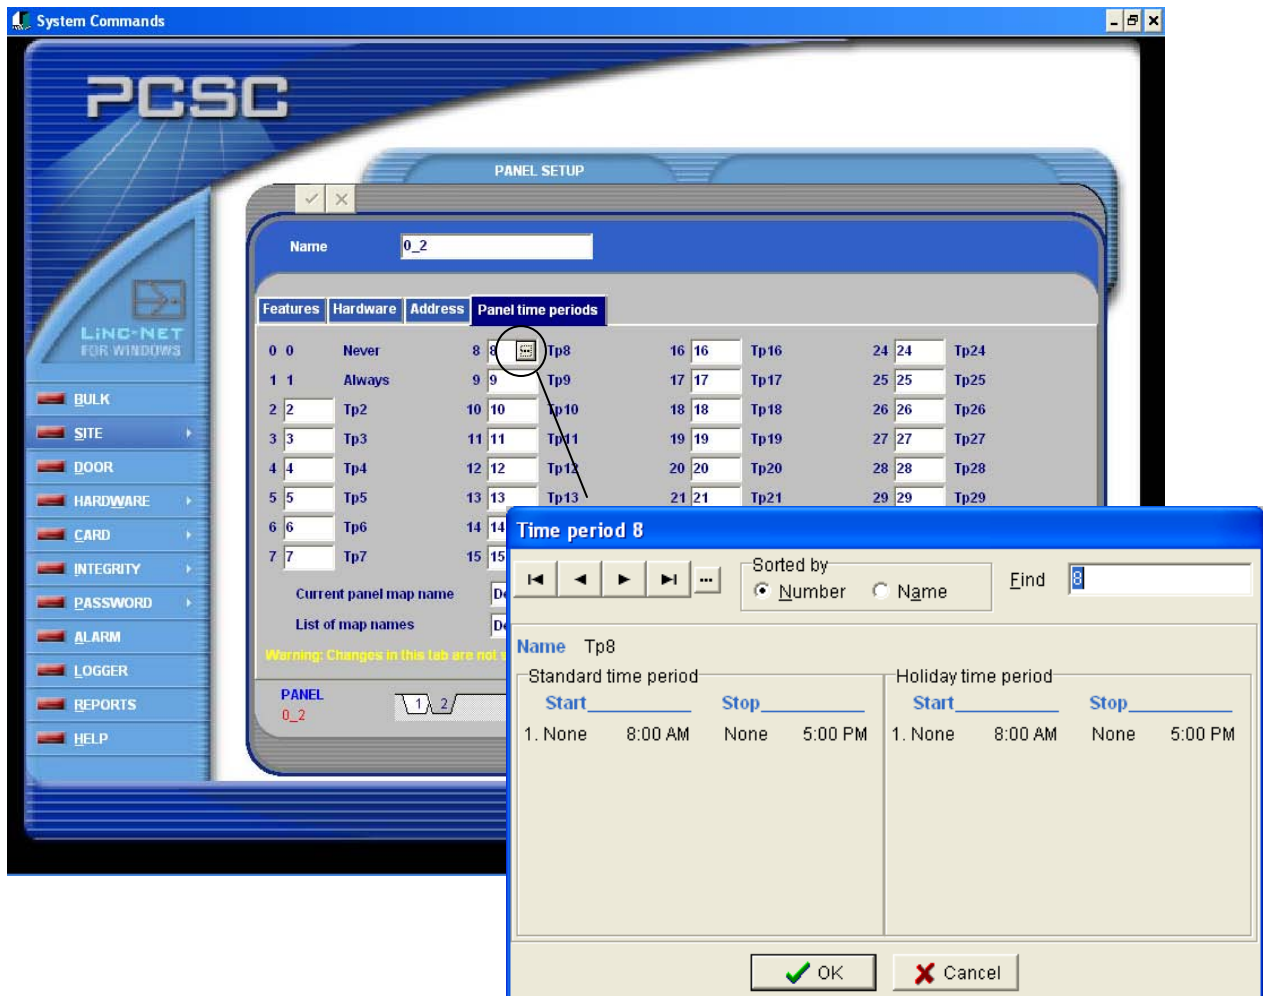 System Commands
PCSC
PANEL SETUP
Name 0_2
LiNC-NET
FOR WINDOWS
Features Hardware Address Panel time periods
0 0 Never 8 8 ... Tp8 16 16 Tp16 24 24 Tp24
1 1 Always 9 9 Tp9 17 17 Tp17 25 25 Tp25
2 2 Tp2 10 10 Tp10 18 18 Tp18 26 26 Tp26
3 3 Tp3 11 11 Tp11 19 19 Tp19 27 27 Tp27
4 4 Tp4 12 12 Tp12 20 20 Tp20 28 28 Tp28
5 5 Tp5 13 13 Tp13 21 21 Tp21 29 29 Tp29
6 6 Tp6 14 14
7 7 Tp7 15 15
Current panel map name
List of map names
Warning: Changes in this tab are not
PANEL
0_2
1 2
BULK
SITE
DOOR
HARDWARE
CARD
INTEGRITY
PASSWORD
ALARM
LOGGER
REPORTS
HELP
Time period 8
... Sorted by
Number Name Find 8
Name Tp8
Standard time period Holiday time period
Start Stop Start Stop
1. None 8:00 AM None 5:00 PM 1. None 8:00 AM None 5:00 PM
OK Cancel